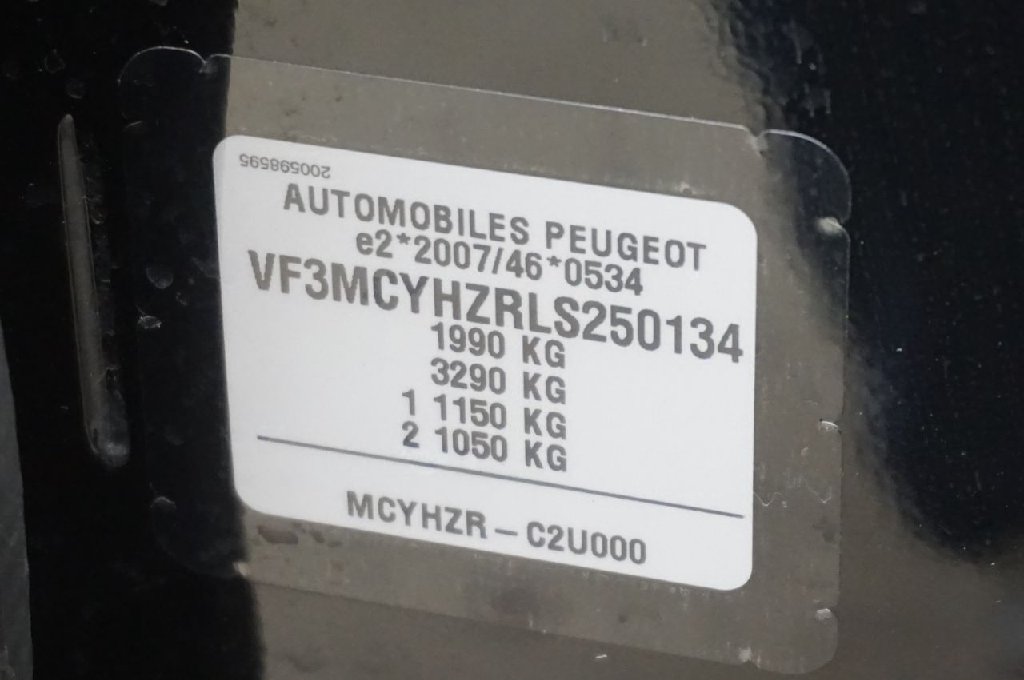 200598595
AUTOMOBILES PEUGEOT
e2*2007/46*0534
VF3MCYHZRLS250134
1990 KG
3290 KG
1 1150 KG
2 1050 KG
MCYHZR – C2U000